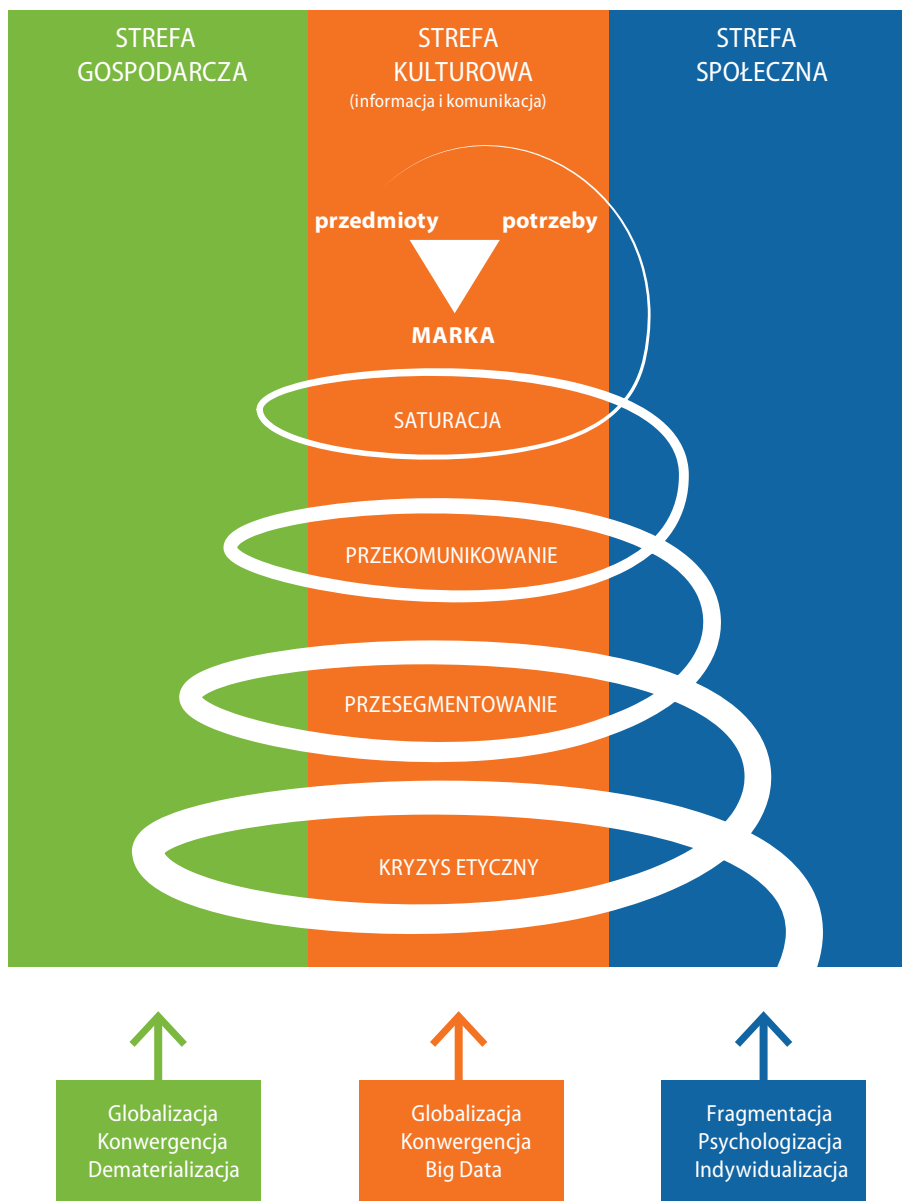 STREFA
GOSPODARCZA
STREFA
KULTUROWA
(informacja i komunikacja)
STREFA
SPOŁECZNA
przedmioty potrzeby
MARKA
SATURACJA
PRZEKOMUNIKOWANIE
PRZESEGMENTOWANIE
KRYZYS ETYCZNY
Globalizacja
Konwergencja
Dematerializacja
Globalizacja
Konwergencja
Big Data
Fragmentacja
Psychologizacja
Indywidualizacja